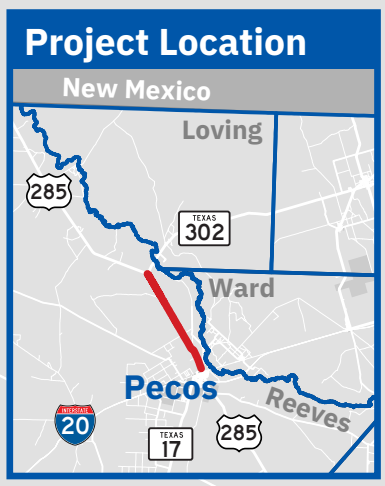 Project Location
New Mexico
Loving
285
TEXAS
302
Ward
Pecos
Reeves
INTERSTATE
20
TEXAS
17
285